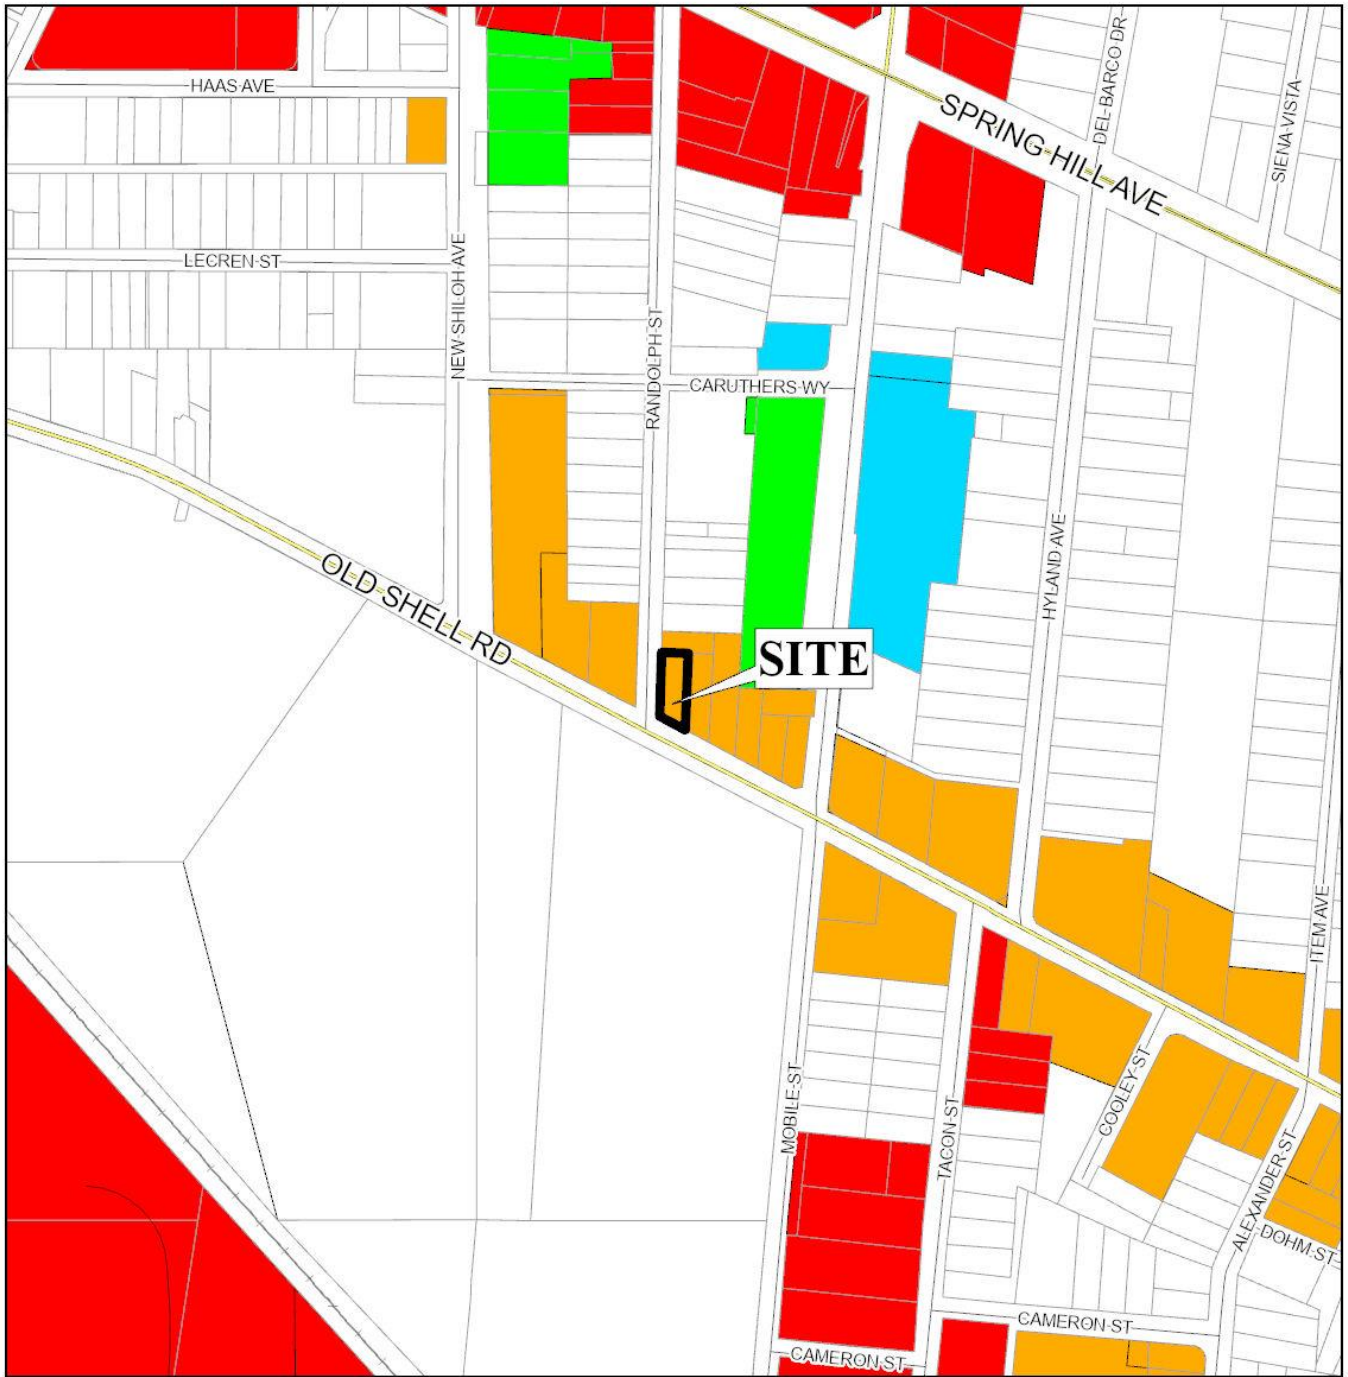 HAAS AVE
SPRING HILL AVE
DEL BARCO DR
SIENA VISTA
LECREN ST
NEW SHILOH AVE
RANDOLPH ST
CARUTHERS WY
OLD SHELL RD
HYLAND AVE
SITE
ITEM AVE
MOBILE ST
TACON ST
COOLEY ST
ALEXANDER ST
DOHM ST
CAMERON ST
CAMERON ST